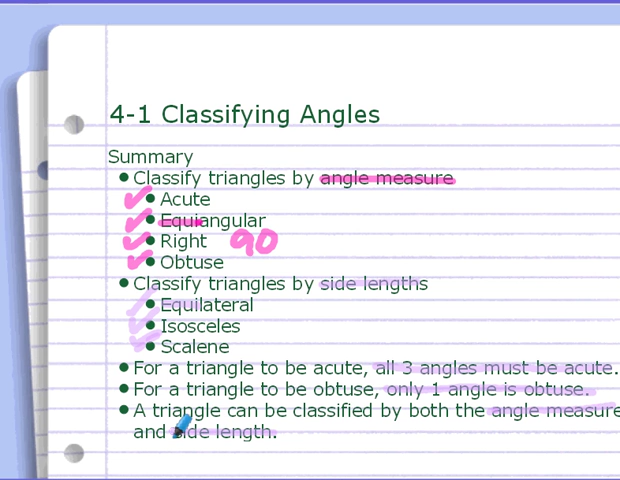 4-1 Classifying Angles
Summary
• Classify triangles by angle measure
• Acute
• Equiangular
• Right 90
• Obtuse
• Classify triangles by side lengths
• Equilateral
• Isosceles
• Scalene
• For a triangle to be acute, all 3 angles must be acute.
• For a triangle to be obtuse, only 1 angle is obtuse.
• A triangle can be classified by both the angle measure
and side length.